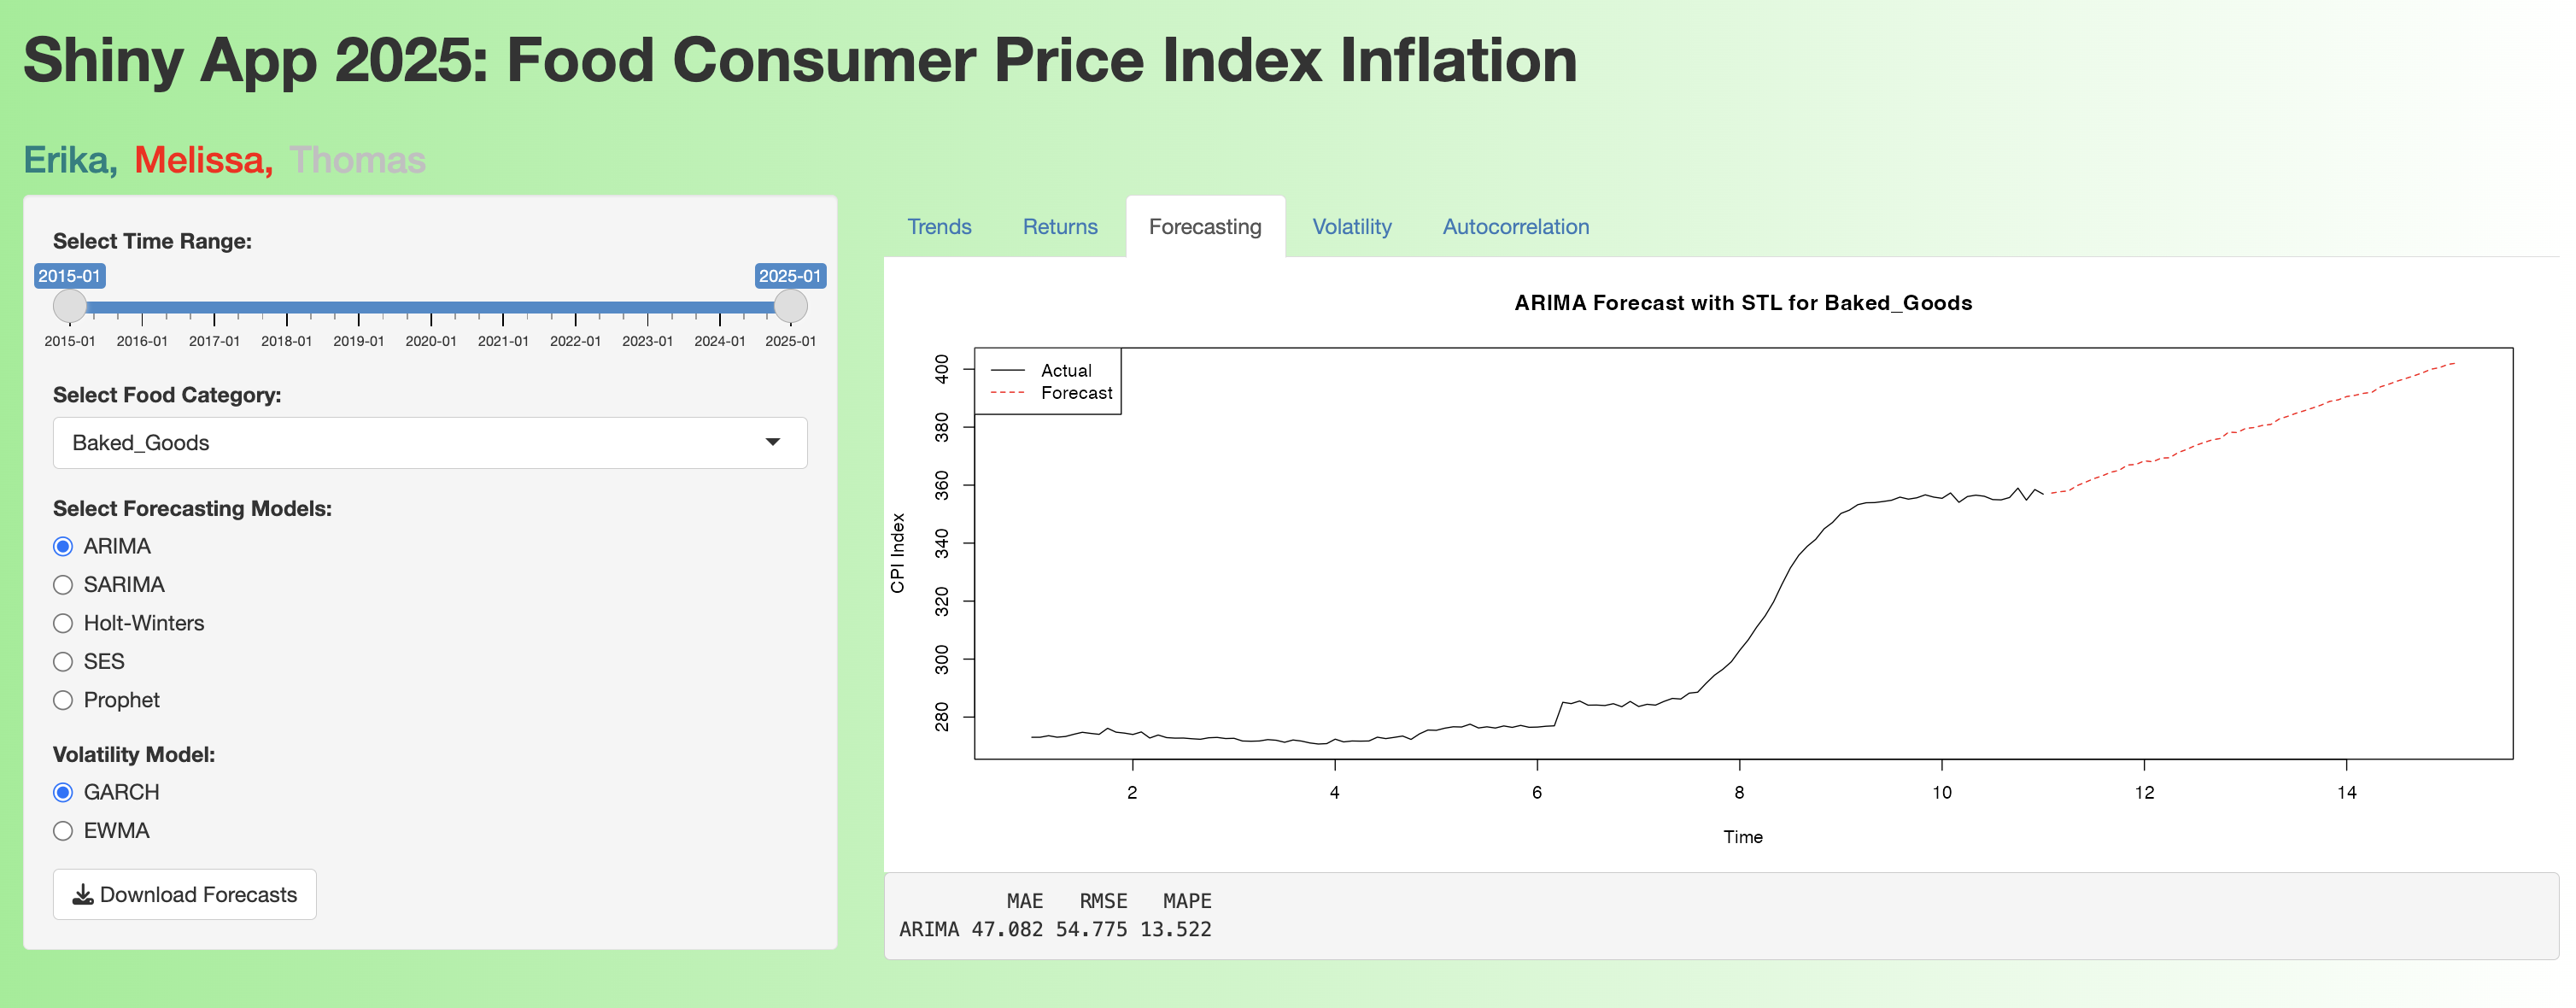 Shiny App 2025: Food Consumer Price Index Inflation
Erika, Melissa, Thomas
Select Time Range:
2015-01 2025-01
2015-01 2016-01 2017-01 2018-01 2019-01 2020-01 2021-01 2022-01 2023-01 2024-01 2025-01
Select Food Category:
Baked_Goods
Select Forecasting Models:
ARIMA
SARIMA
Holt-Winters
SES
Prophet
Volatility Model:
GARCH
EWMA
Download Forecasts
Trends Returns Forecasting Volatility Autocorrelation
ARIMA Forecast with STL for Baked_Goods
Actual
Forecast
CPI Index
400
380
360
340
320
300
280
2 4 6 8 10 12 14
Time
MAE RMSE MAPE
ARIMA 47.082 54.775 13.522